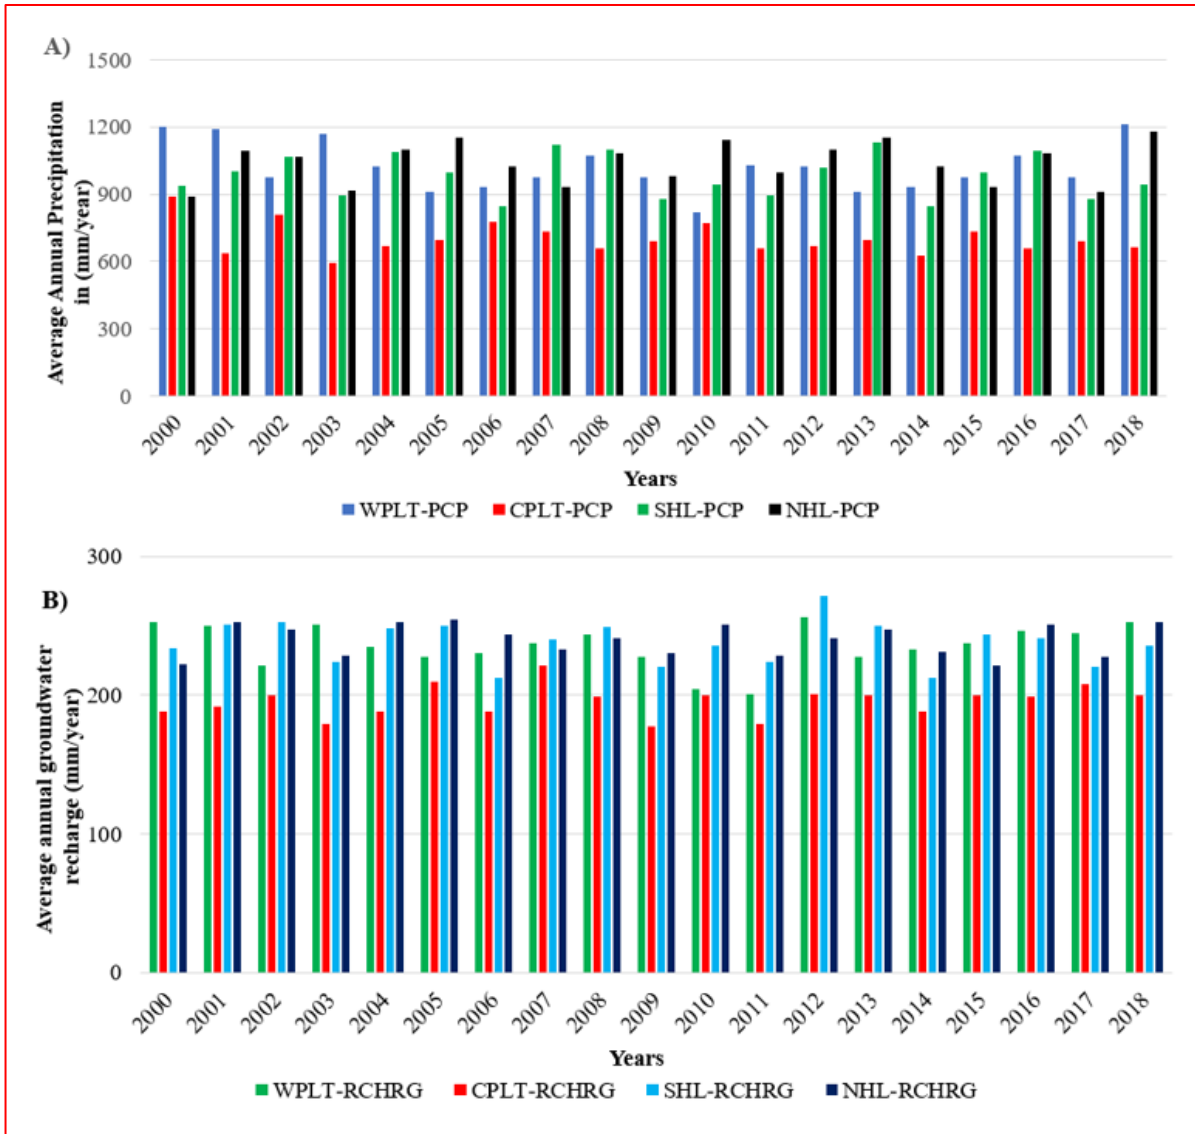 A)
Average Annual Precipitation
in (mm/year)
1500
1200
900
600
300
0
2000 2001 2002 2003 2004 2005 2006 2007 2008 2009 2010 2011 2012 2013 2014 2015 2016 2017 2018
Years
WPLT-PCP CPLT-PCP SHL-PCP NHL-PCP
B)
Average annual groundwater
recharge (mm/year)
300
200
100
0
2000 2001 2002 2003 2004 2005 2006 2007 2008 2009 2010 2011 2012 2013 2014 2015 2016 2017 2018
Years
WPLT-RCHRG CPLT-RCHRG SHL-RCHRG NHL-RCHRG